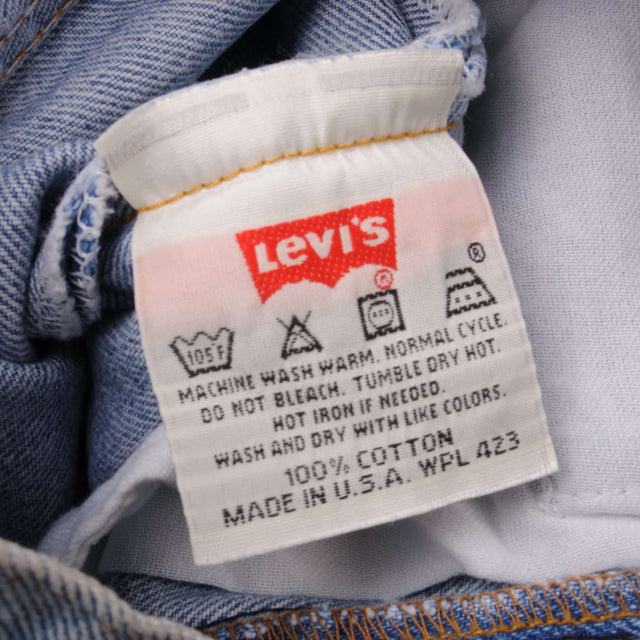 Levi's
®
®
105F
MACHINE WASH WARM. NORMAL CYCLE.
DO NOT BLEACH. TUMBLE DRY HOT.
HOT IRON IF NEEDED.
WASH AND DRY WITH LIKE COLORS.
100% COTTON
MADE IN U.S.A. WPL 423